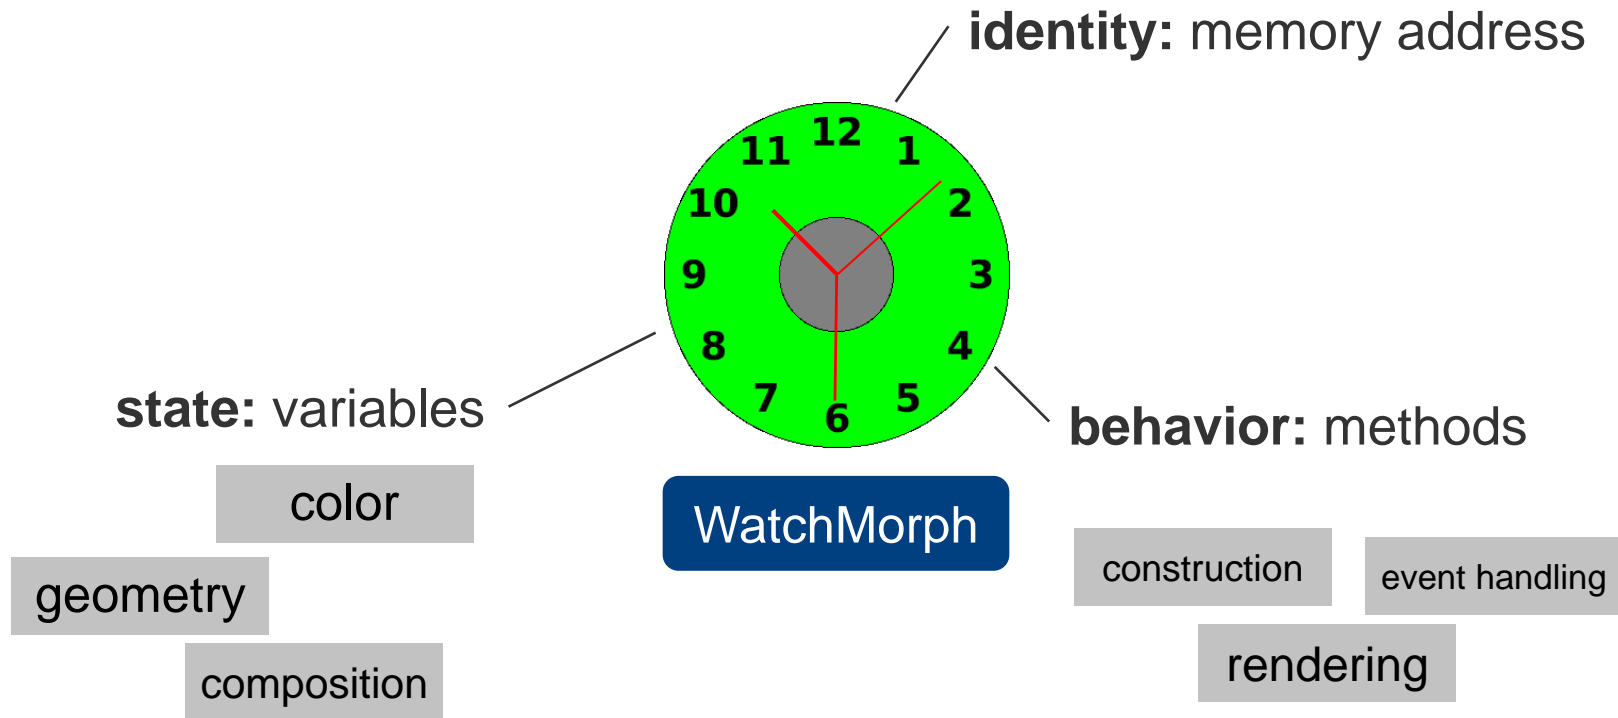 identity: memory address
12
11
1
10
2
9
3
8
4
7
5
6
state: variables
behavior: methods
color
WatchMorph
geometry
construction
event handling
composition
rendering